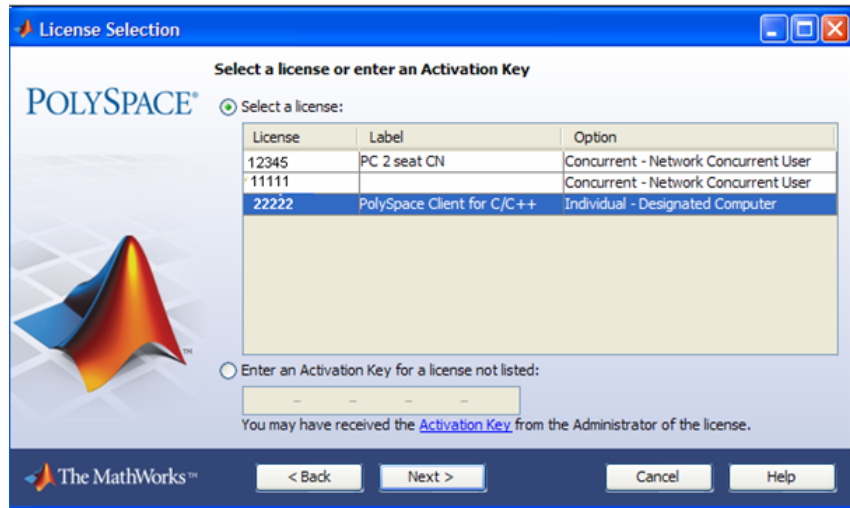 License Selection
Select a license or enter an Activation Key
POLYSPACE®
Select a license:
License Label Option
12345 PC 2 seat CN Concurrent - Network Concurrent User
11111 Concurrent - Network Concurrent User
22222 PolySpace Client for C/C++ Individual - Designated Computer
TM
Enter an Activation Key for a license not listed:
- - - -
You may have received the Activation Key from the Administrator of the license.
The MathWorks™ < Back Next > Cancel Help